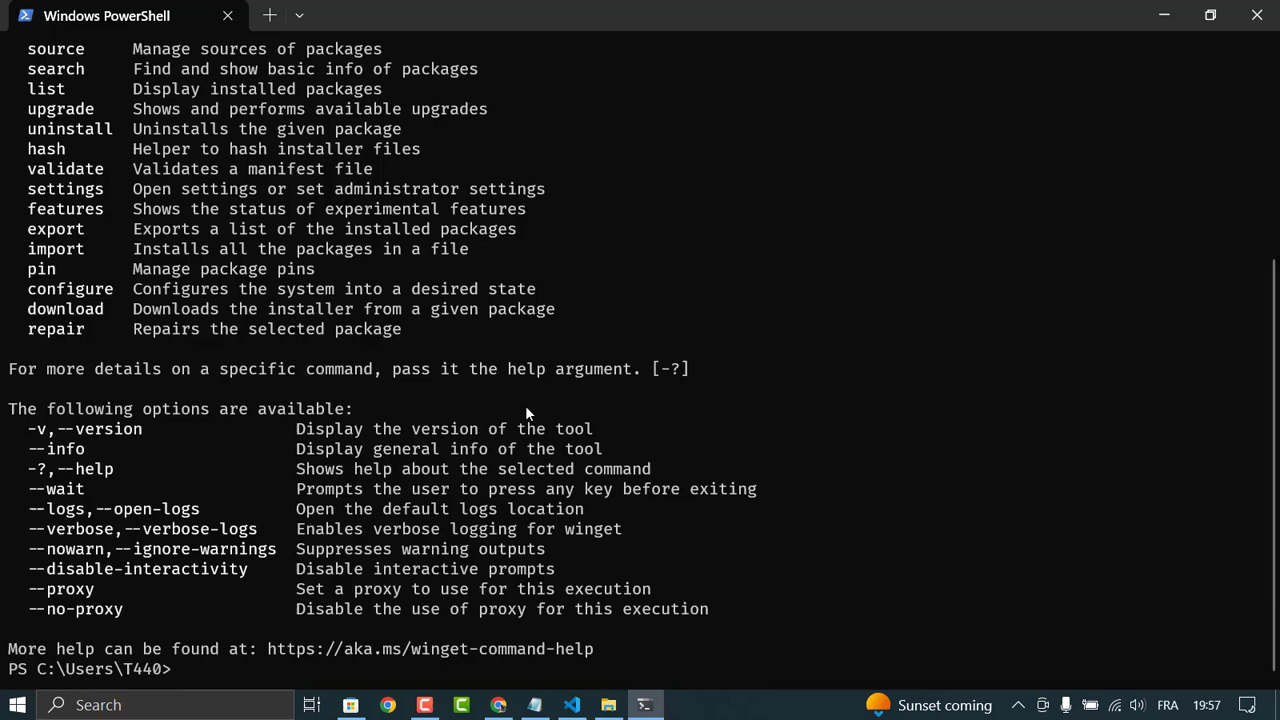 Windows PowerShell
source Manage sources of packages
search Find and show basic info of packages
list Display installed packages
upgrade Shows and performs available upgrades
uninstall Uninstalls the given package
hash Helper to hash installer files
validate Validates a manifest file
settings Open settings or set administrator settings
features Shows the status of experimental features
export Exports a list of the installed packages
import Installs all the packages in a file
pin Manage package pins
configure Configures the system into a desired state
download Downloads the installer from a given package
repair Repairs the selected package
For more details on a specific command, pass it the help argument. [-?]
The following options are available:
-v,--version Display the version of the tool
--info Display general info of the tool
-?,--help Shows help about the selected command
--wait Prompts the user to press any key before exiting
--logs,--open-logs Open the default logs location
--verbose,--verbose-logs Enables verbose logging for winget
--nowarn,--ignore-warnings Suppresses warning outputs
--disable-interactivity Disable interactive prompts
--proxy Set a proxy to use for this execution
--no-proxy Disable the use of proxy for this execution
More help can be found at: https://aka.ms/winget-command-help
PS C:\Users\T440>
Search Sunset coming FRA 19:57